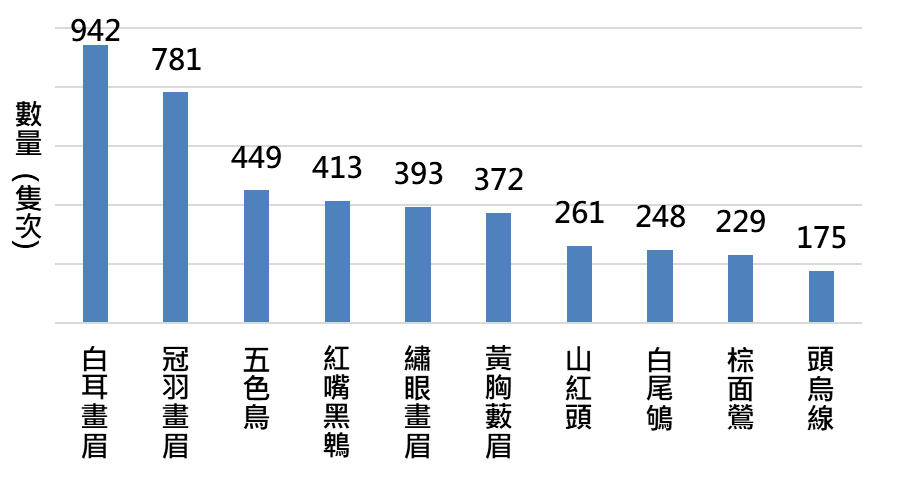 942
781
449
413
393
372
261
248
229
175
數量 (隻次)
白耳畫眉
冠羽畫眉
五色鳥
紅嘴黑鵯
繡眼畫眉
黃胸藪眉
山紅頭
白尾鴝
棕面鶯
頭烏線